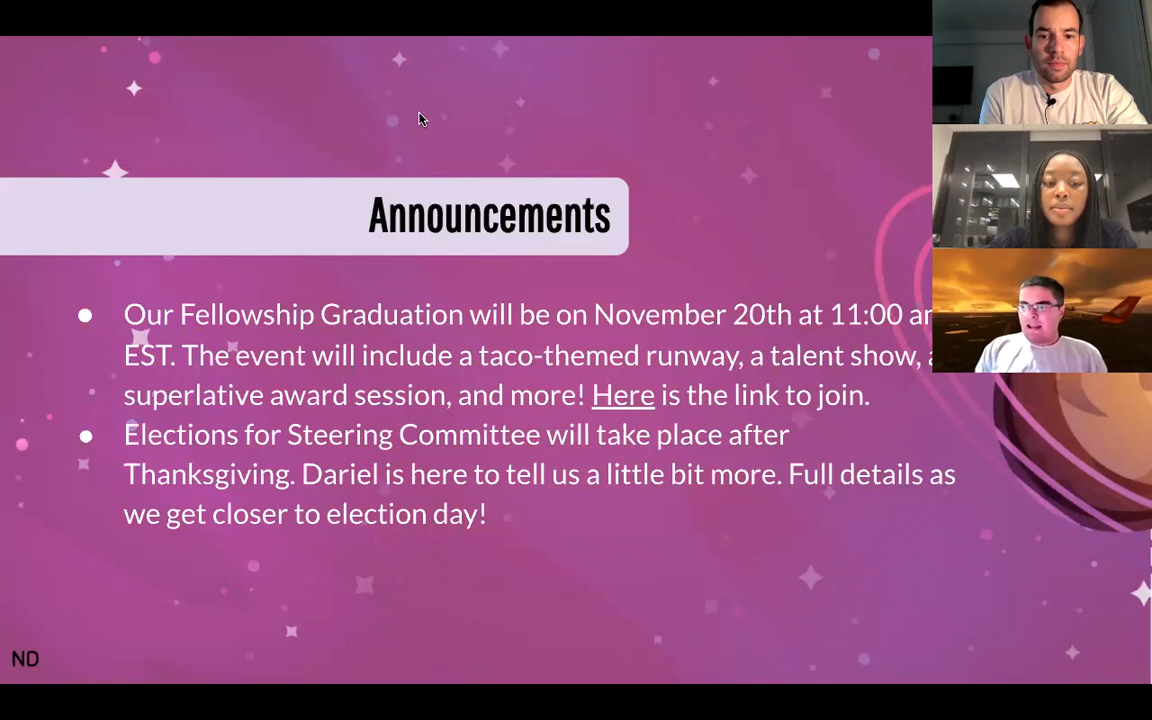 Announcements
● Our Fellowship Graduation will be on November 20th at 11:00
EST. The event will include a taco-themed runway, a talent show,
superlative award session, and more! Here is the link to join.
● Elections for Steering Committee will take place after
Thanksgiving. Dariel is here to tell us a little bit more. Full details as
we get closer to election day!
ND